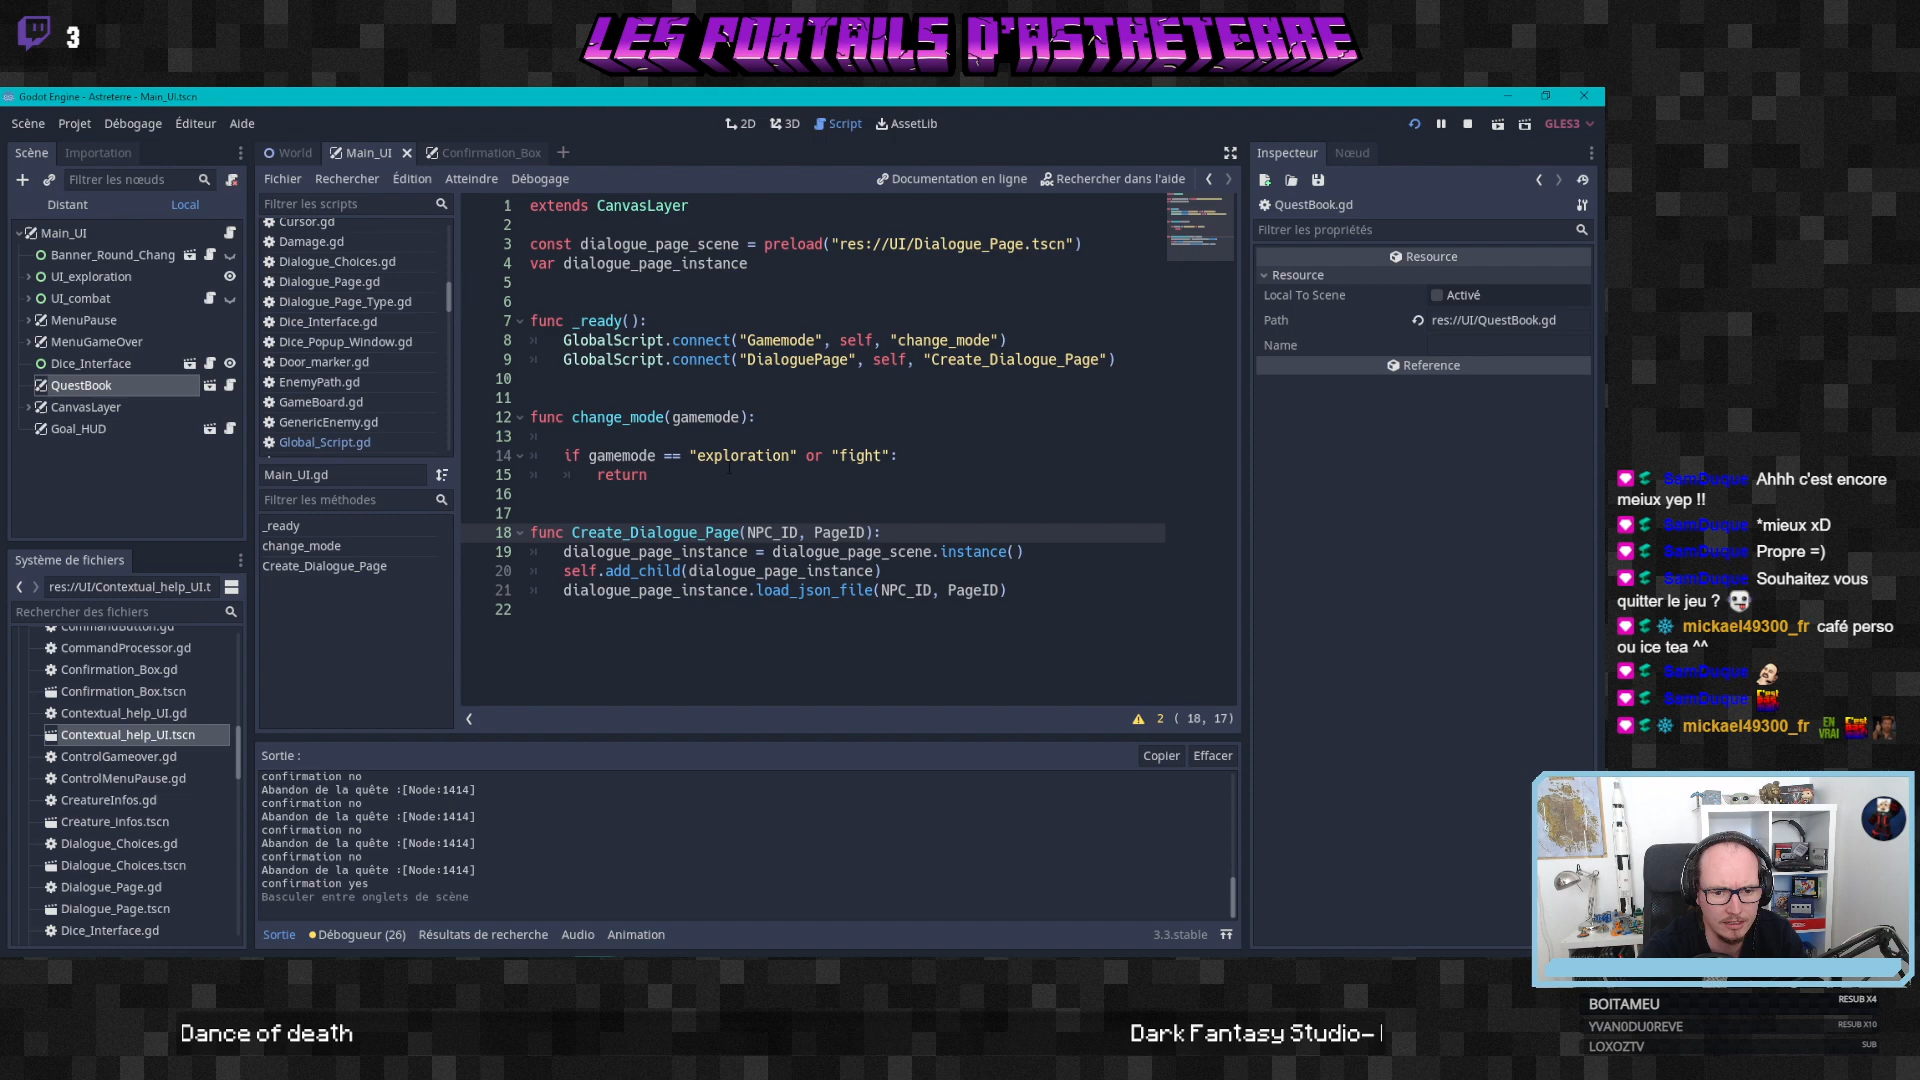 3
LES PORTAILS D'ASTRETERRE
Godot Engine - Astreterre - Main_UI.tscn
Scène Projet Débogage Éditeur Aide
2D 3D Script AssetLib
GLES3
Scène Importation
World Main_UI Confirmation_Box
Inspecteur Nœud
Filtrer les nœuds
Fichier Rechercher Édition Atteindre Débogage
Documentation en ligne Rechercher dans l'aide
Distant Local
Main_UI
Banner_Round_Chang
UI_exploration
UI_combat
MenuPause
MenuGameOver
Dice_Interface
QuestBook
CanvasLayer
Goal_HUD
Filtrer les scripts
Cursor.gd
Damage.gd
Dialogue_Choices.gd
Dialogue_Page.gd
Dialogue_Page_Type.gd
Dice_Interface.gd
Dice_Popup_Window.gd
Door_marker.gd
EnemyPath.gd
GameBoard.gd
GenericEnemy.gd
Global_Script.gd
Main_UI.gd
Filtrer les méthodes
_ready
change_mode
Create_Dialogue_Page
1 extends CanvasLayer
2
3 const dialogue_page_scene = preload("res://UI/Dialogue_Page.tscn")
4 var dialogue_page_instance
5
6
7 func _ready():
8 GlobalScript.connect("Gamemode", self, "change_mode")
9 GlobalScript.connect("DialoguePage", self, "Create_Dialogue_Page")
10
11
12 func change_mode(gamemode):
13
14 if gamemode == "exploration" or "fight":
15 return
16
17
18 func Create_Dialogue_Page(NPC_ID, PageID):
19 dialogue_page_instance = dialogue_page_scene.instance()
20 self.add_child(dialogue_page_instance)
21 dialogue_page_instance.load_json_file(NPC_ID, PageID)
22
2 ( 18, 17)
QuestBook.gd
Filtrer les propriétés
Resource
Resource
Local To Scene Activé
Path res://UI/QuestBook.gd
Name
Reference
Système de fichiers
res://UI/Contextual_help_UI.t
Rechercher des fichiers
CommandButton.gd
CommandProcessor.gd
Confirmation_Box.gd
Confirmation_Box.tscn
Contextual_help_UI.gd
Contextual_help_UI.tscn
ControlGameover.gd
ControlMenuPause.gd
CreatureInfos.gd
Creature_infos.tscn
Dialogue_Choices.gd
Dialogue_Choices.tscn
Dialogue_Page.gd
Dialogue_Page.tscn
Dice_Interface.gd
Sortie : Copier Effacer
confirmation no
Abandon de la quête :[Node:1414]
confirmation no
Abandon de la quête :[Node:1414]
confirmation no
Abandon de la quête :[Node:1414]
confirmation no
Abandon de la quête :[Node:1414]
confirmation yes
Basculer entre onglets de scène
Sortie Débogueur (26) Résultats de recherche Audio Animation 3.3.stable
SamDuque Ahhh c'est encore
meiux yep !!
SamDuque *mieux xD
SamDuque Propre =)
SamDuque Souhaitez vous
quitter le jeu ?
mickael49300_fr café perso
ou ice tea ^^
SamDuque
SamDuque
mickael49300_fr EN VRAI
Dance of death
Dark Fantasy Studio-
BOITAMEU RESUB X4
YVAN0DU0REVE RESUB X10
LOXOZTV SUB